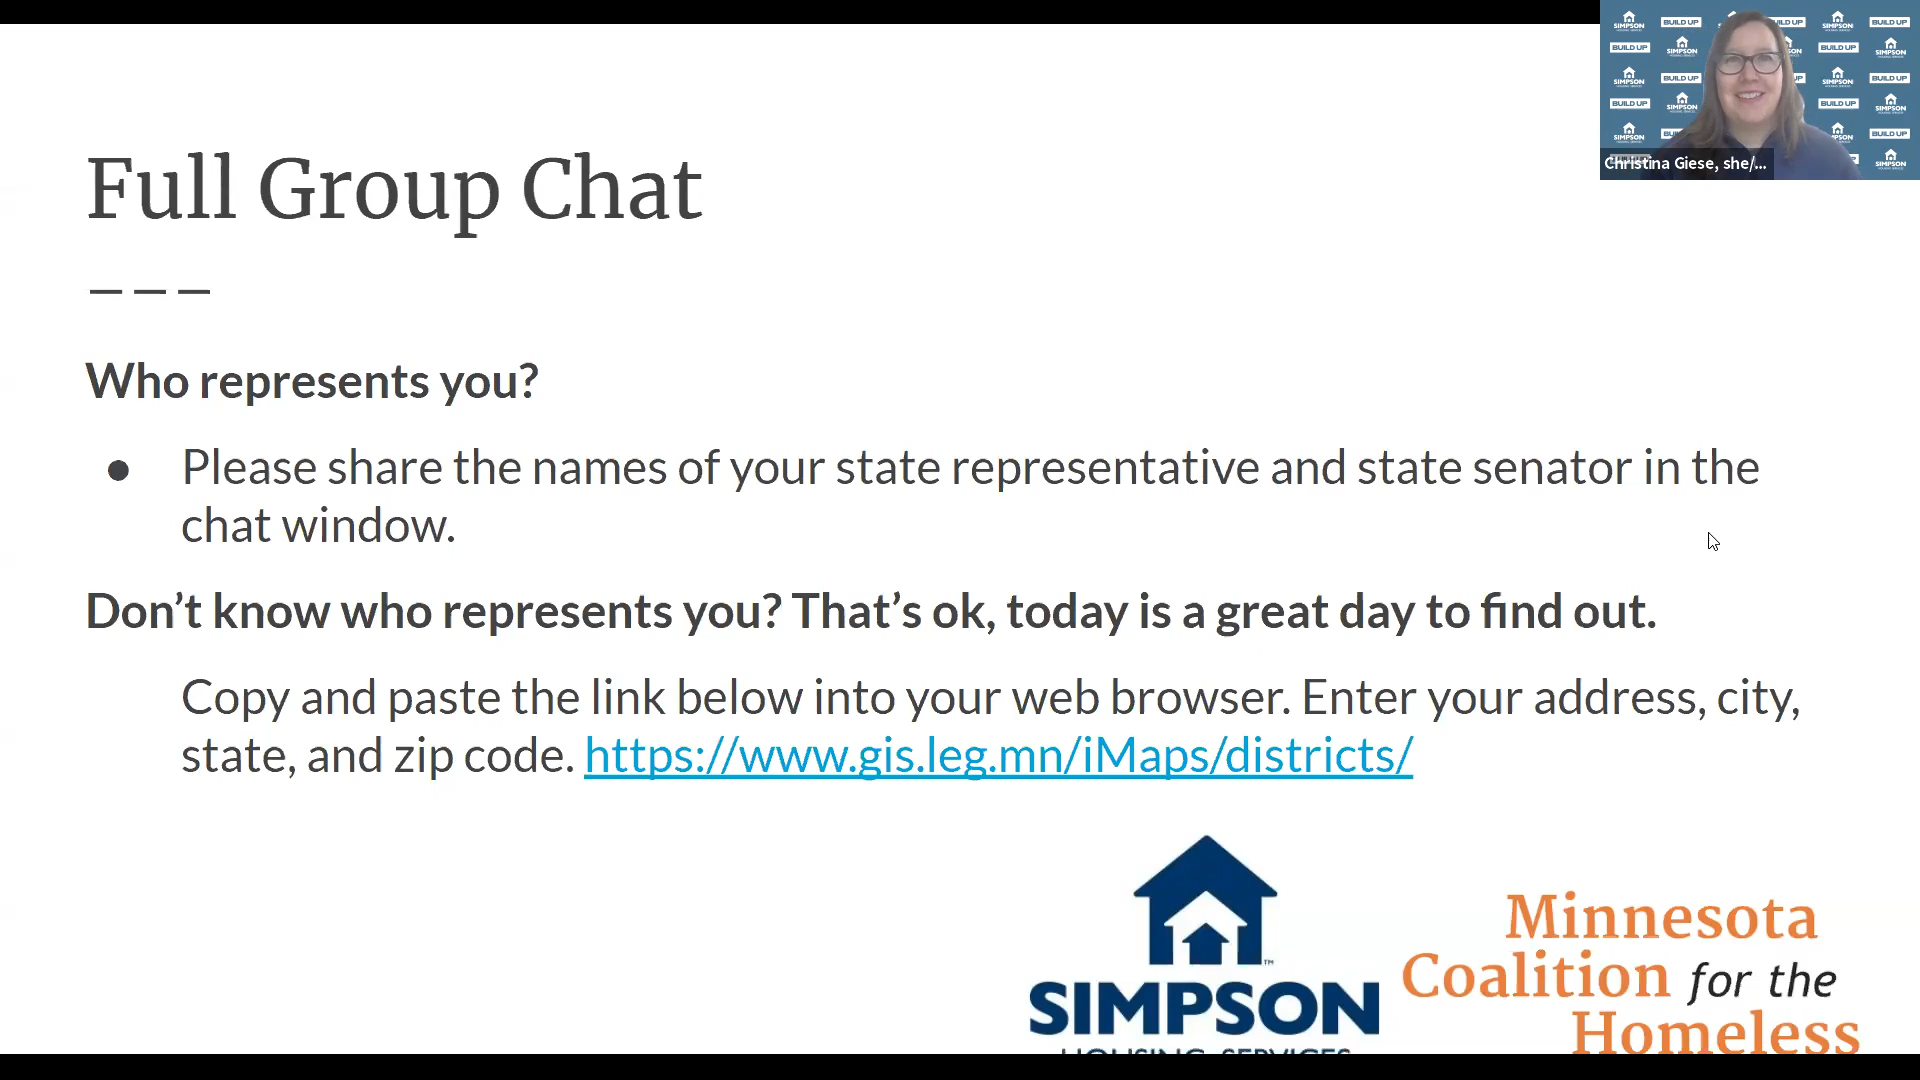 Full Group Chat
Who represents you?
● Please share the names of your state representative and state senator in the
chat window.
Don’t know who represents you? That’s ok, today is a great day to find out.
Copy and paste the link below into your web browser. Enter your address, city,
state, and zip code. https://www.gis.leg.mn/iMaps/districts/
SIMPSON
HOUSING SERVICES
Minnesota
Coalition for the
Homeless
Christina Giese, she/...
SIMPSON
BUILD UP